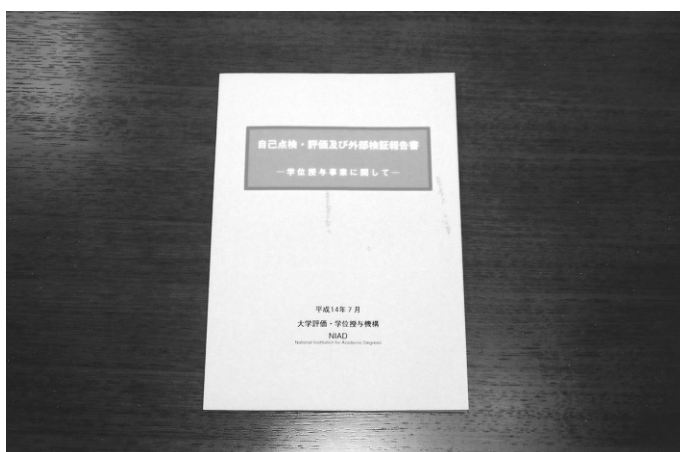 自己点検・評価及び外部検証報告書
—学位授与事業に関して—
平成14年7月
大学評価・学位授与機構
NIAD
National Institution for Academic Degrees